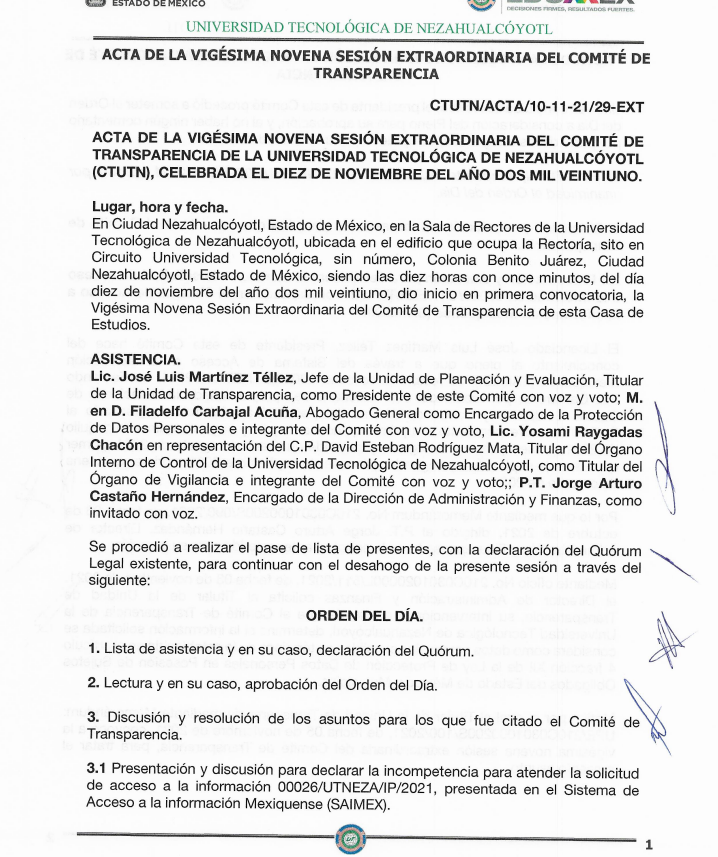 ESTADO DE MÉXICO
DECISIONES FIRMES, RESULTADOS FUERTES.
UNIVERSIDAD TECNOLÓGICA DE NEZAHUALCÓYOTL
ACTA DE LA VIGÉSIMA NOVENA SESIÓN EXTRAORDINARIA DEL COMITÉ DE
TRANSPARENCIA
CTUTN/ACTA/10-11-21/29-EXT
ACTA DE LA VIGÉSIMA NOVENA SESIÓN EXTRAORDINARIA DEL COMITÉ DE
TRANSPARENCIA DE LA UNIVERSIDAD TECNOLÓGICA DE NEZAHUALCÓYOTL
(CTUTN), CELEBRADA EL DIEZ DE NOVIEMBRE DEL AÑO DOS MIL VEINTIUNO.
Lugar, hora y fecha.
En Ciudad Nezahualcóyotl, Estado de México, en la Sala de Rectores de la Universidad
Tecnológica de Nezahualcóyotl, ubicada en el edificio que ocupa la Rectoría, sito en
Circuito Universidad Tecnológica, sin número, Colonia Benito Juárez, Ciudad
Nezahualcóyotl, Estado de México, siendo las diez horas con once minutos, del día
diez de noviembre del año dos mil veintiuno, dio inicio en primera convocatoria, la
Vigésima Novena Sesión Extraordinaria del Comité de Transparencia de esta Casa de
Estudios.
ASISTENCIA.
Lic. José Luis Martínez Téllez, Jefe de la Unidad de Planeación y Evaluación, Titular
de la Unidad de Transparencia, como Presidente de este Comité con voz y voto; M.
en D. Filadelfo Carbajal Acuña, Abogado General como Encargado de la Protección
de Datos Personales e integrante del Comité con voz y voto, Lic. Yosami Raygadas
Chacón en representación del C.P. David Esteban Rodríguez Mata, Titular del Órgano
Interno de Control de la Universidad Tecnológica de Nezahualcóyotl, como Titular del
Órgano de Vigilancia e integrante del Comité con voz y voto;; P.T. Jorge Arturo
Castaño Hernández, Encargado de la Dirección de Administración y Finanzas, como
invitado con voz.
Se procedió a realizar el pase de lista de presentes, con la declaración del Quórum
Legal existente, para continuar con el desahogo de la presente sesión a través del
siguiente:
ORDEN DEL DÍA.
1. Lista de asistencia y en su caso, declaración del Quórum.
2. Lectura y en su caso, aprobación del Orden del Día.
3. Discusión y resolución de los asuntos para los que fue citado el Comité de
Transparencia.
3.1 Presentación y discusión para declarar la incompetencia para atender la solicitud
de acceso a la información 00026/UTNEZA/IP/2021, presentada en el Sistema de
Acceso a la información Mexiquense (SAIMEX).
1